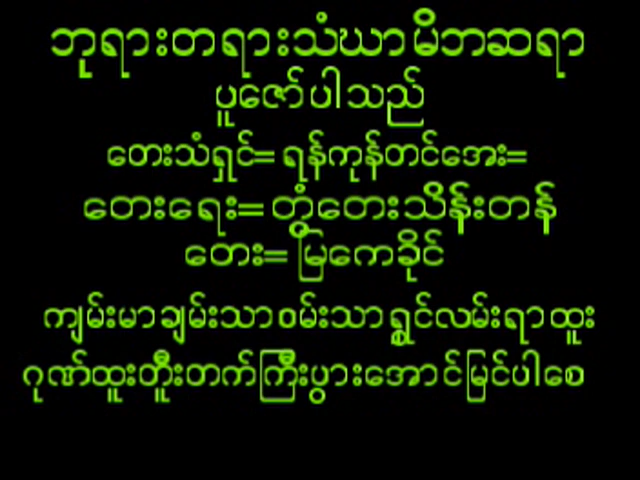 ဘုရားတရားသံဃာမိဘဆရာ
ပူဇော်ပါသည်
တေးသံရှင်=ရန်ကုန်တင်အေး=
တေးရေး=တွံတေးသိန်းတန်
တေး=မြကေခိုင်
ကျမ်းမာချမ်းသာဝမ်းသာရွှင်လမ်းရာထူး
ဂုဏ်ထူးတိူးတက်ကြီးပွားအောင်မြင်ပါစေ